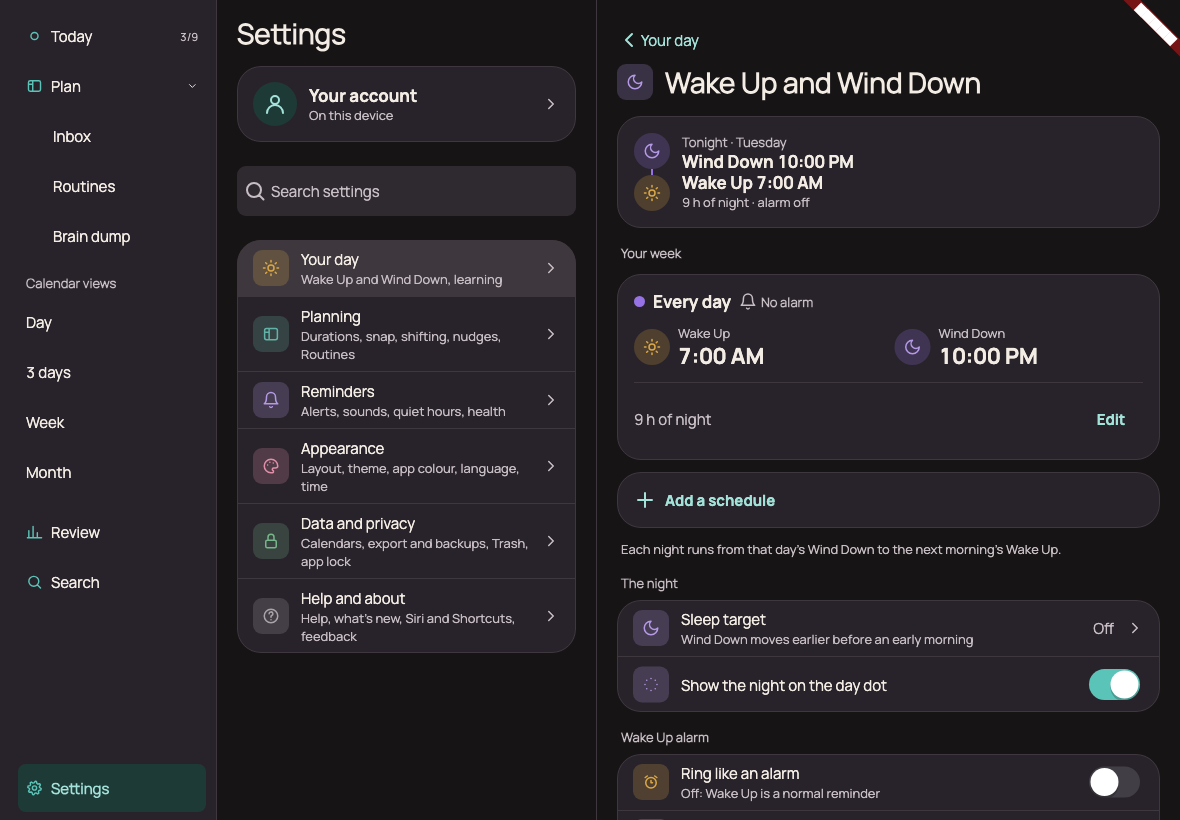 Today 3/9
Plan
Inbox
Routines
Brain dump
Calendar views
Day
3 days
Week
Month
Review
Search
Settings
Settings
Your account
On this device
Search settings
Your day
Wake Up and Wind Down, learning
Planning
Durations, snap, shifting, nudges,
Routines
Reminders
Alerts, sounds, quiet hours, health
Appearance
Layout, theme, app colour, language,
time
Data and privacy
Calendars, export and backups, Trash,
app lock
Help and about
Help, what's new, Siri and Shortcuts,
feedback
Your day
Wake Up and Wind Down
Tonight · Tuesday
Wind Down 10:00 PM
Wake Up 7:00 AM
9 h of night · alarm off
Your week
Every day No alarm
Wake Up
7:00 AM
Wind Down
10:00 PM
9 h of night
Edit
Add a schedule
Each night runs from that day's Wind Down to the next morning's Wake Up.
The night
Sleep target
Wind Down moves earlier before an early morning
Off
Show the night on the day dot
Wake Up alarm
Ring like an alarm
Off: Wake Up is a normal reminder